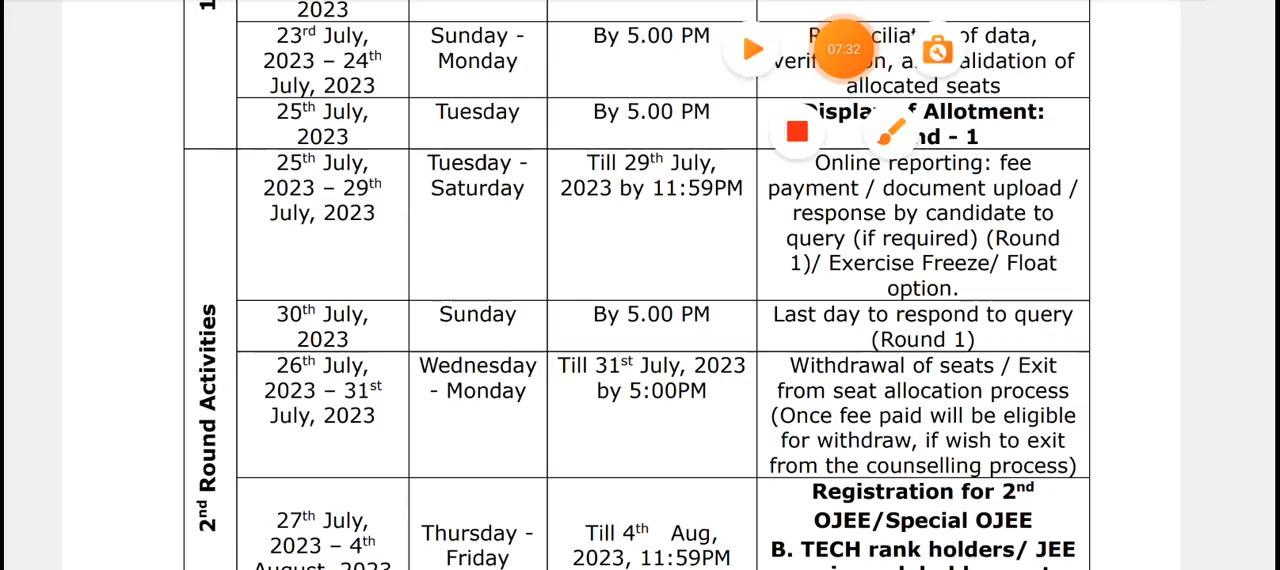 2023
23rd July,
2023 – 24th
July, 2023
Sunday -
Monday
By 5.00 PM
of data,
validation of
allocated seats
25th July,
2023
Tuesday
By 5.00 PM
Display of Allotment:
- 1
07:32
2nd Round Activities
25th July,
2023 – 29th
July, 2023
Tuesday -
Saturday
Till 29th July,
2023 by 11:59PM
Online reporting: fee
payment / document upload /
response by candidate to
query (if required) (Round
1)/ Exercise Freeze/ Float
option.
30th July,
2023
Sunday
By 5.00 PM
Last day to respond to query
(Round 1)
26th July,
2023 – 31st
July, 2023
Wednesday
- Monday
Till 31st July, 2023
by 5:00PM
Withdrawal of seats / Exit
from seat allocation process
(Once fee paid will be eligible
for withdraw, if wish to exit
from the counselling process)
27th July,
2023 – 4th
August, 2023
Thursday -
Friday
Till 4th Aug,
2023, 11:59PM
Registration for 2nd
OJEE/Special OJEE
B. TECH rank holders/ JEE